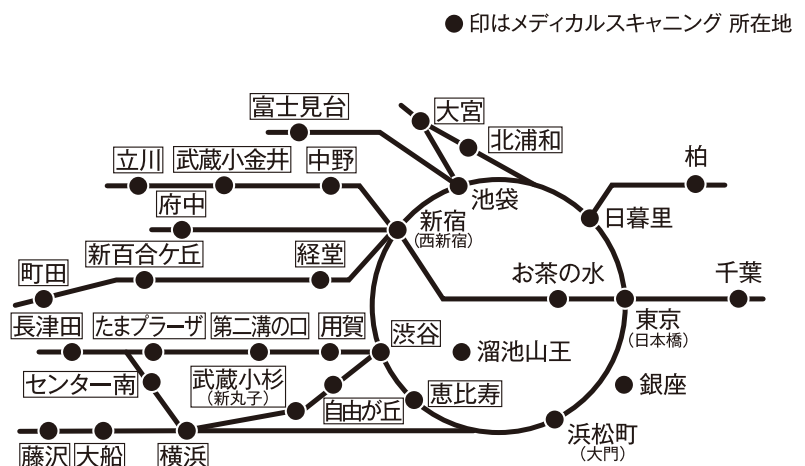 ●印はメディカルスキャニング 所在地
富士見台
大宮
北浦和
立川
武蔵小金井
中野
柏
池袋
府中
新宿
(西新宿)
日暮里
新百合ケ丘
経堂
町田
お茶の水
千葉
東京
(日本橋)
長津田
たまプラーザ
第二溝の口
用賀
渋谷
溜池山王
センター南
武蔵小杉
(新丸子)
自由が丘
恵比寿
銀座
浜松町
(大門)
藤沢
大船
横浜